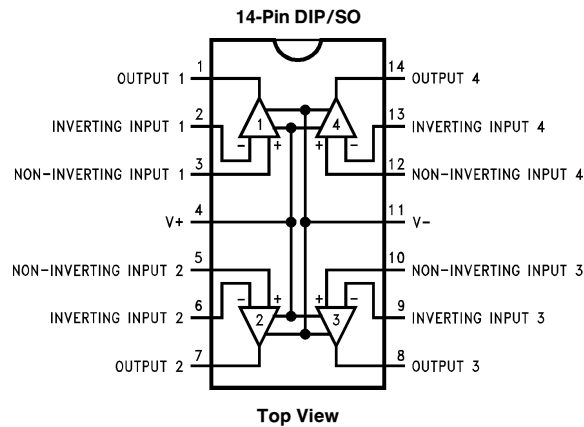 14-Pin DIP/SO
1 14
OUTPUT 1 OUTPUT 4
2 13
INVERTING INPUT 1 INVERTING INPUT 4
1 4
− + + −
3 12
NON-INVERTING INPUT 1 NON-INVERTING INPUT 4
4 11
V+ V−
5 10
NON-INVERTING INPUT 2 NON-INVERTING INPUT 3
− + + −
6 9
INVERTING INPUT 2 INVERTING INPUT 3
2 3
7 8
OUTPUT 2 OUTPUT 3
Top View